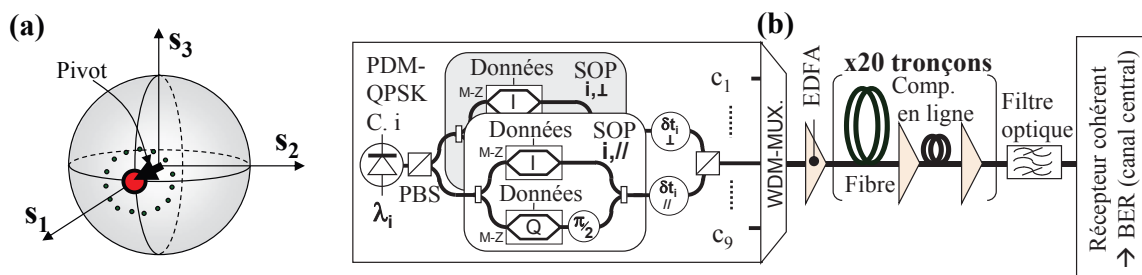 (a)
s3
Pivot
s2
s1
PDM-
QPSK
C. i
λi
PBS
Données
M-Z
I
SOP
i,⊥
Données
M-Z
I
SOP
i,//
Données
M-Z
Q
π/2
δti
⊥
δti
//
c1
c9
WDM-MUX.
(b)
EDFA
x20 tronçons
Comp.
en ligne
Fibre
Filtre
optique
Récepteur cohérent
→ BER (canal central)